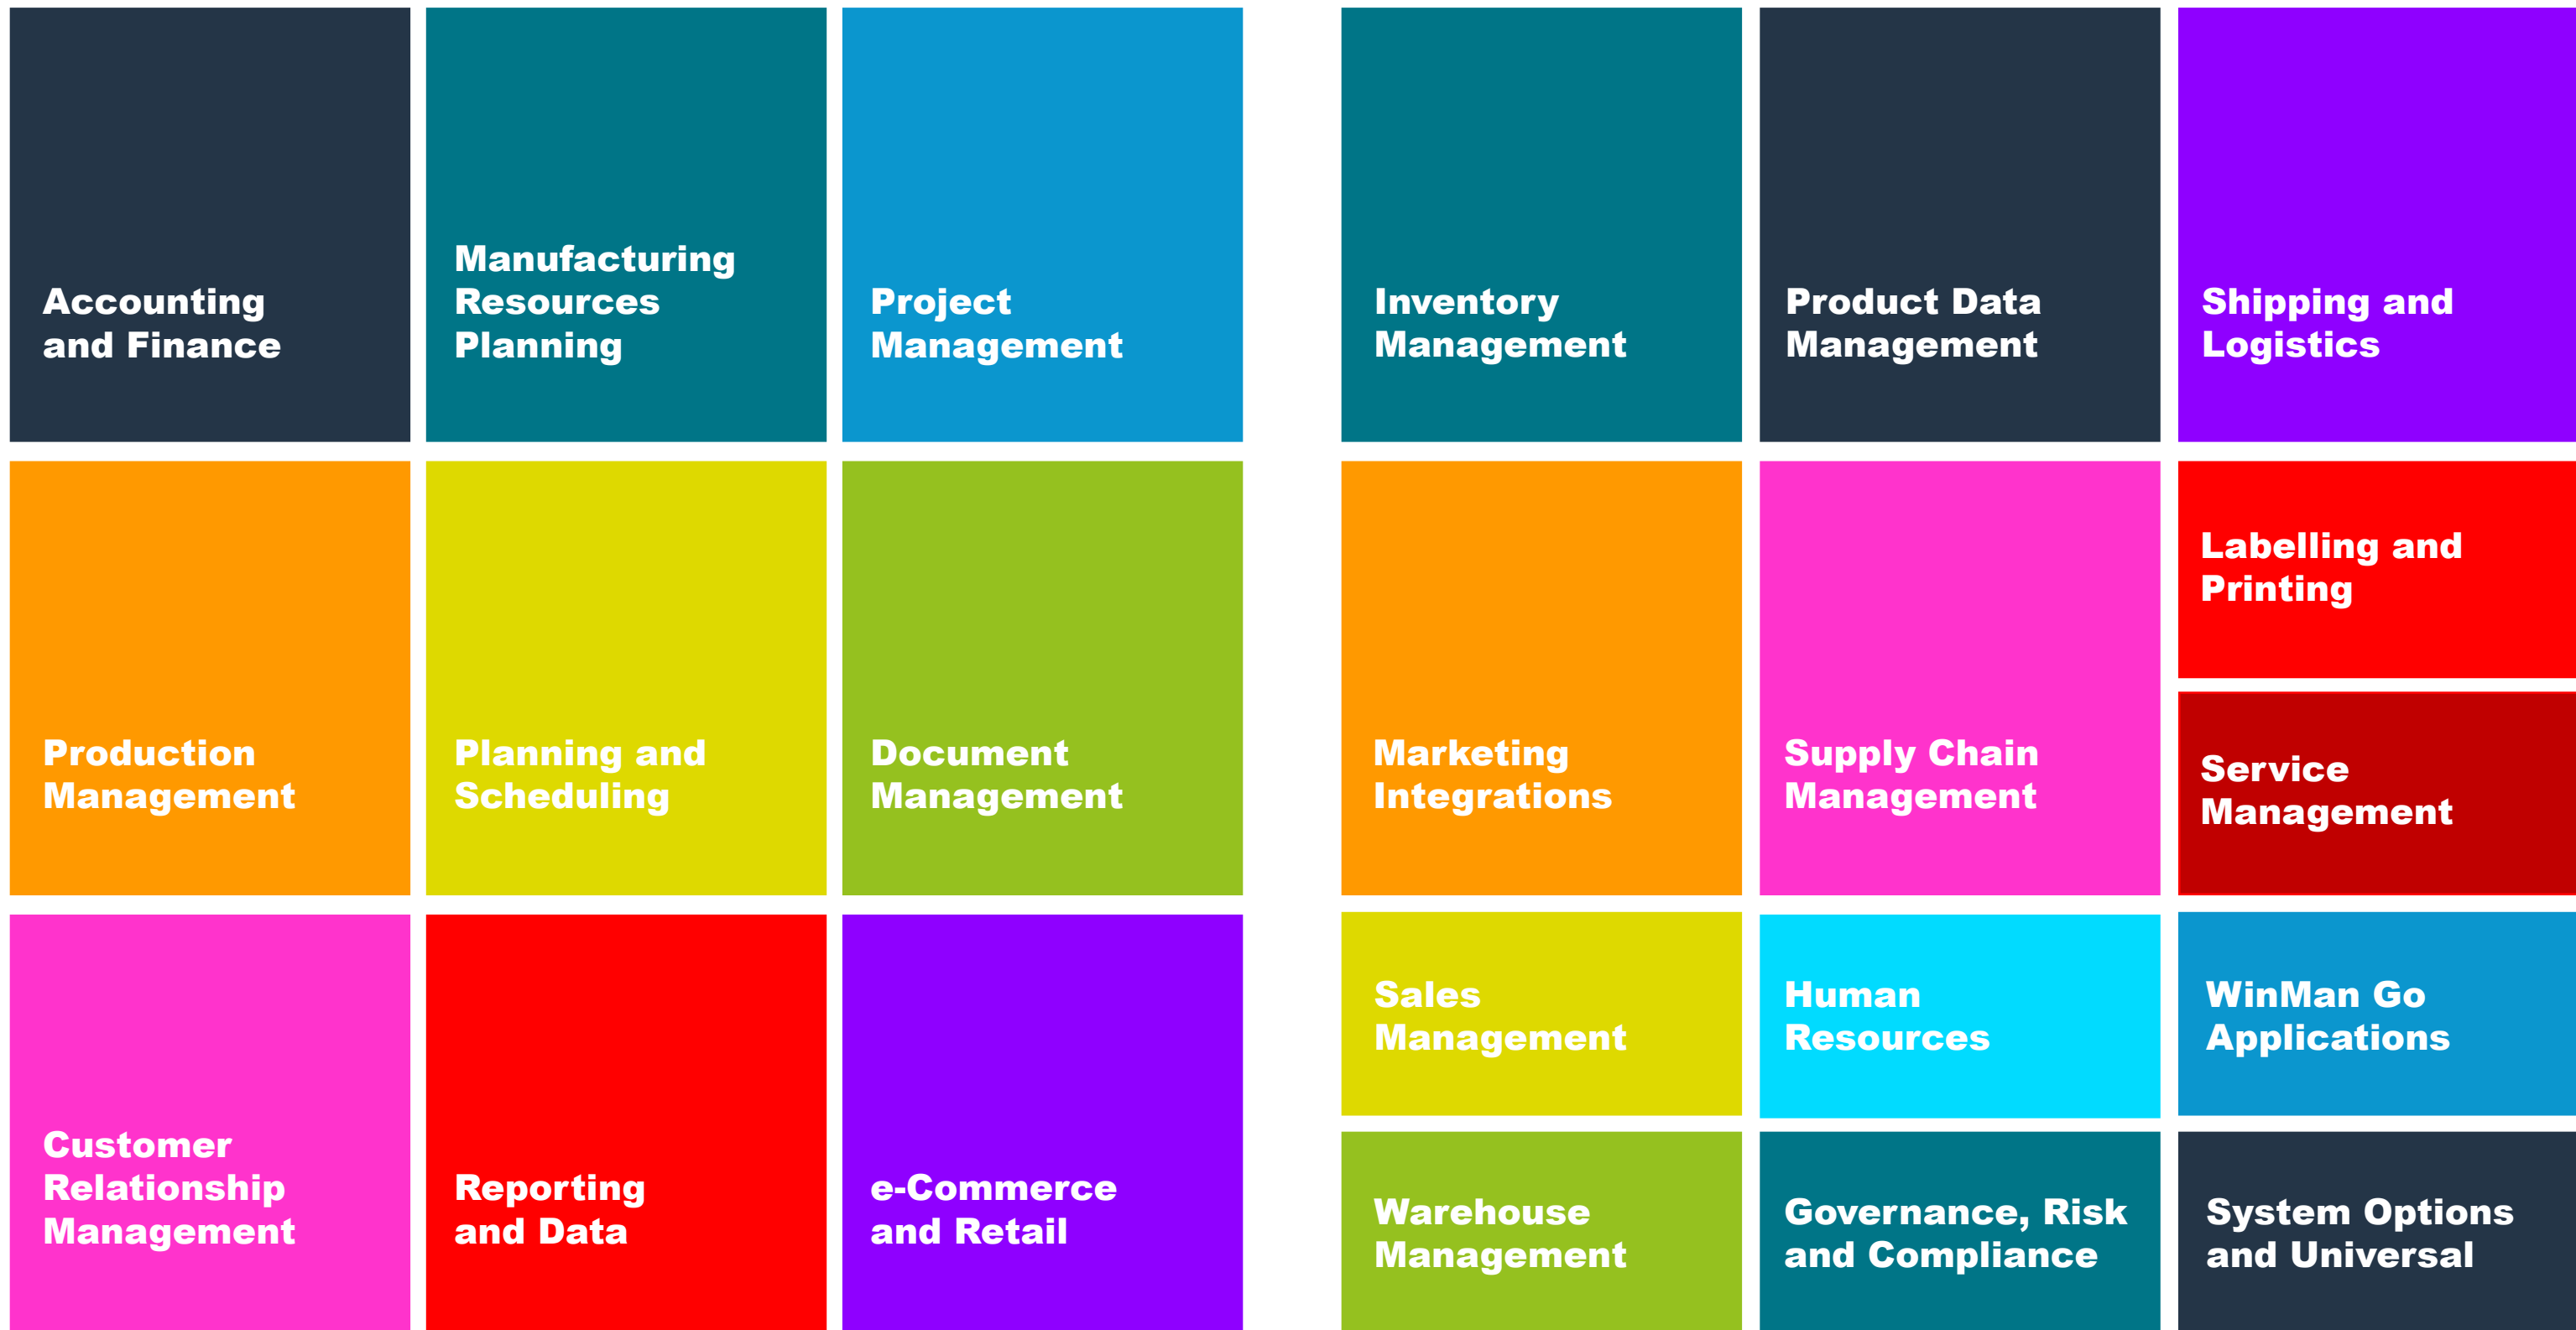 Accounting
and Finance
Manufacturing
Resources
Planning
Project
Management
Inventory
Management
Product Data
Management
Shipping and
Logistics
Production
Management
Planning and
Scheduling
Document
Management
Marketing
Integrations
Supply Chain
Management
Labelling and
Printing
Service
Management
Customer
Relationship
Management
Reporting
and Data
e-Commerce
and Retail
Sales
Management
Human
Resources
WinMan Go
Applications
Warehouse
Management
Governance, Risk
and Compliance
System Options
and Universal